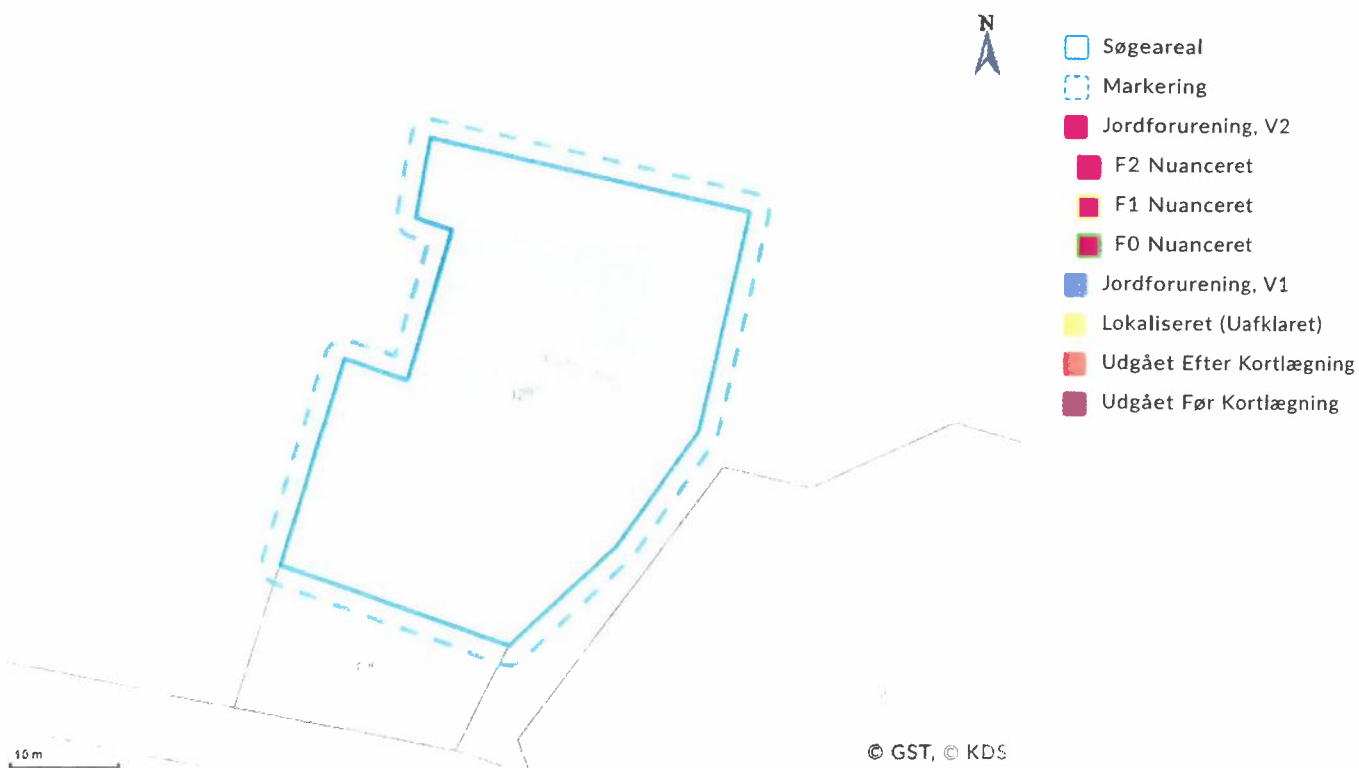 N
Søgeareal
Markering
Jordforurening, V2
F2 Nuanceret
F1 Nuanceret
F0 Nuanceret
Jordforurening, V1
Lokaliseret (Uafklaret)
Udgået Efter Kortlægning
Udgået Før Kortlægning
10 m
© GST, © KDS